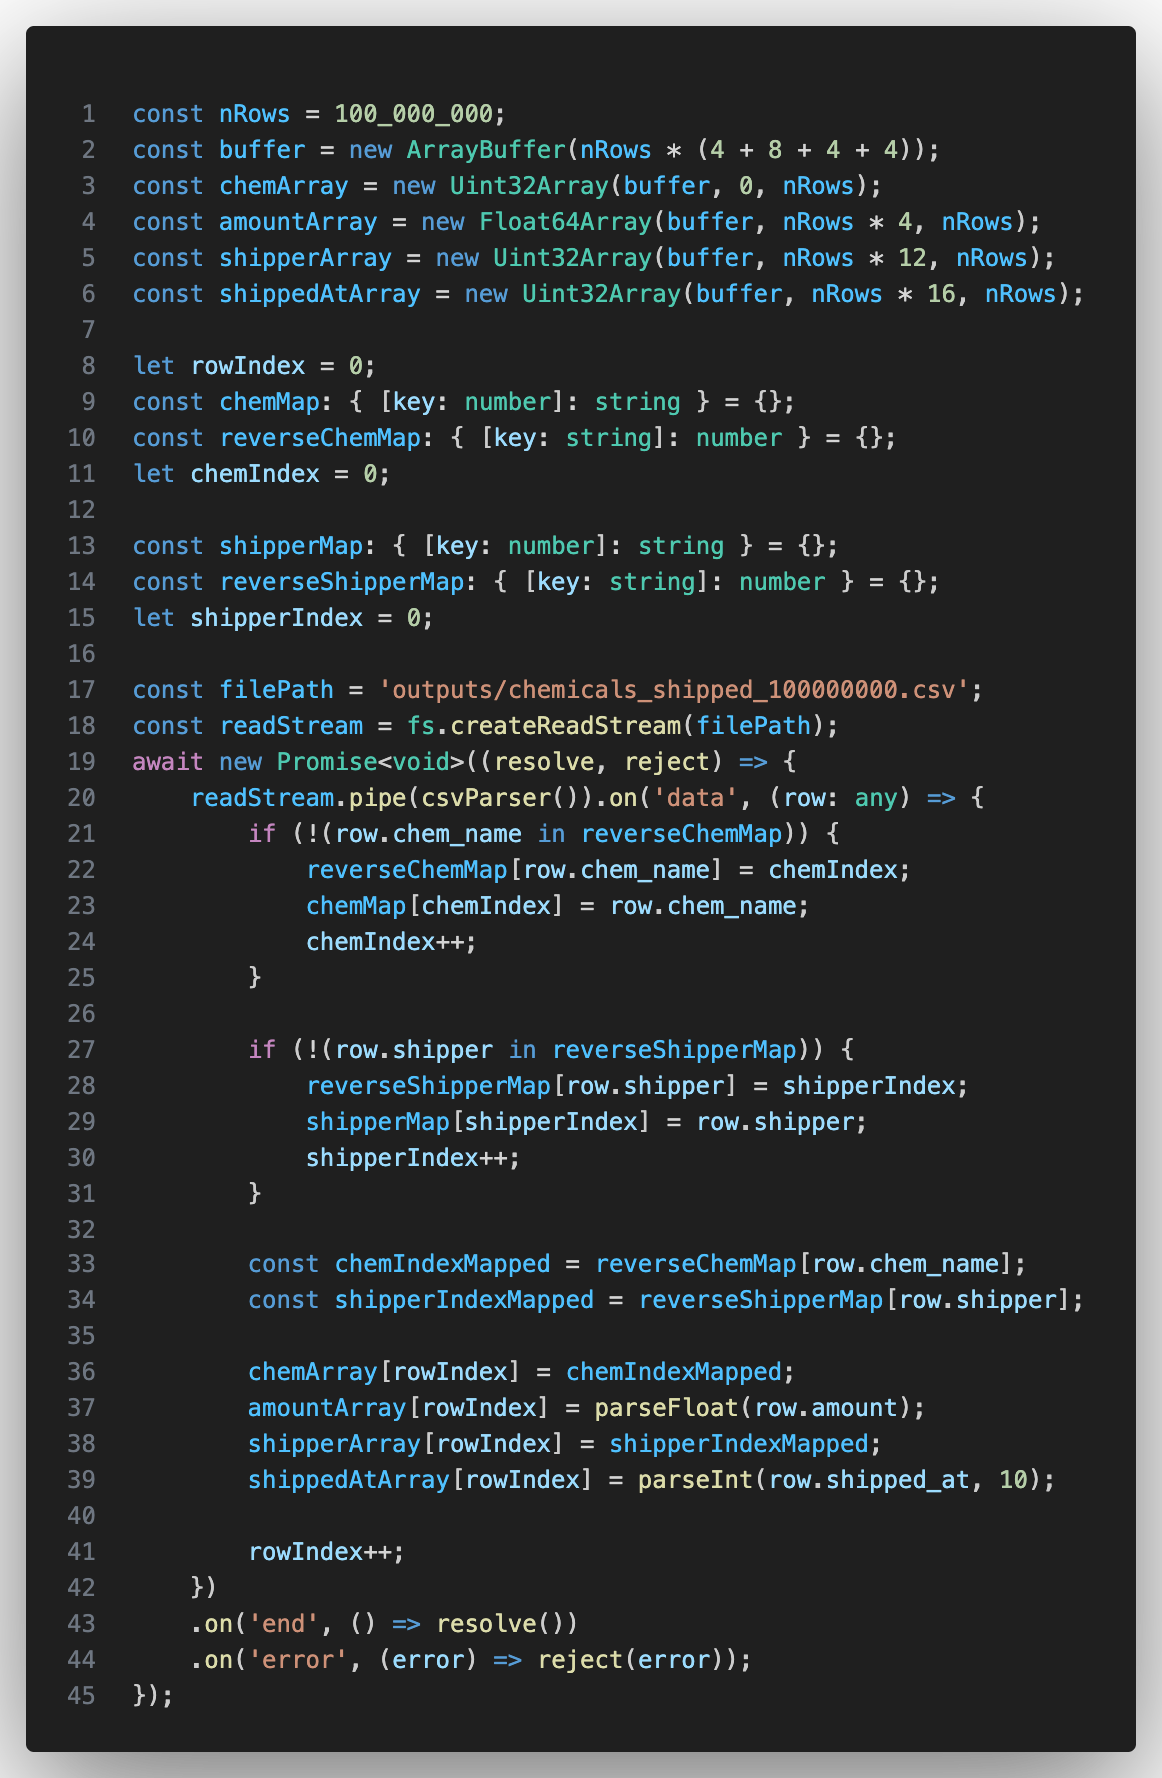 1 const nRows = 100_000_000;
2 const buffer = new ArrayBuffer(nRows * (4 + 8 + 4 + 4));
3 const chemArray = new Uint32Array(buffer, 0, nRows);
4 const amountArray = new Float64Array(buffer, nRows * 4, nRows);
5 const shipperArray = new Uint32Array(buffer, nRows * 12, nRows);
6 const shippedAtArray = new Uint32Array(buffer, nRows * 16, nRows);
7
8 let rowIndex = 0;
9 const chemMap: { [key: number]: string } = {};
10 const reverseChemMap: { [key: string]: number } = {};
11 let chemIndex = 0;
12
13 const shipperMap: { [key: number]: string } = {};
14 const reverseShipperMap: { [key: string]: number } = {};
15 let shipperIndex = 0;
16
17 const filePath = 'outputs/chemicals_shipped_100000000.csv';
18 const readStream = fs.createReadStream(filePath);
19 await new Promise<void>((resolve, reject) => {
20     readStream.pipe(csvParser()).on('data', (row: any) => {
21         if (!(row.chem_name in reverseChemMap)) {
22             reverseChemMap[row.chem_name] = chemIndex;
23             chemMap[chemIndex] = row.chem_name;
24             chemIndex++;
25         }
26
27         if (!(row.shipper in reverseShipperMap)) {
28             reverseShipperMap[row.shipper] = shipperIndex;
29             shipperMap[shipperIndex] = row.shipper;
30             shipperIndex++;
31         }
32
33         const chemIndexMapped = reverseChemMap[row.chem_name];
34         const shipperIndexMapped = reverseShipperMap[row.shipper];
35
36         chemArray[rowIndex] = chemIndexMapped;
37         amountArray[rowIndex] = parseFloat(row.amount);
38         shipperArray[rowIndex] = shipperIndexMapped;
39         shippedAtArray[rowIndex] = parseInt(row.shipped_at, 10);
40
41         rowIndex++;
42     })
43     .on('end', () => resolve())
44     .on('error', (error) => reject(error));
45 });